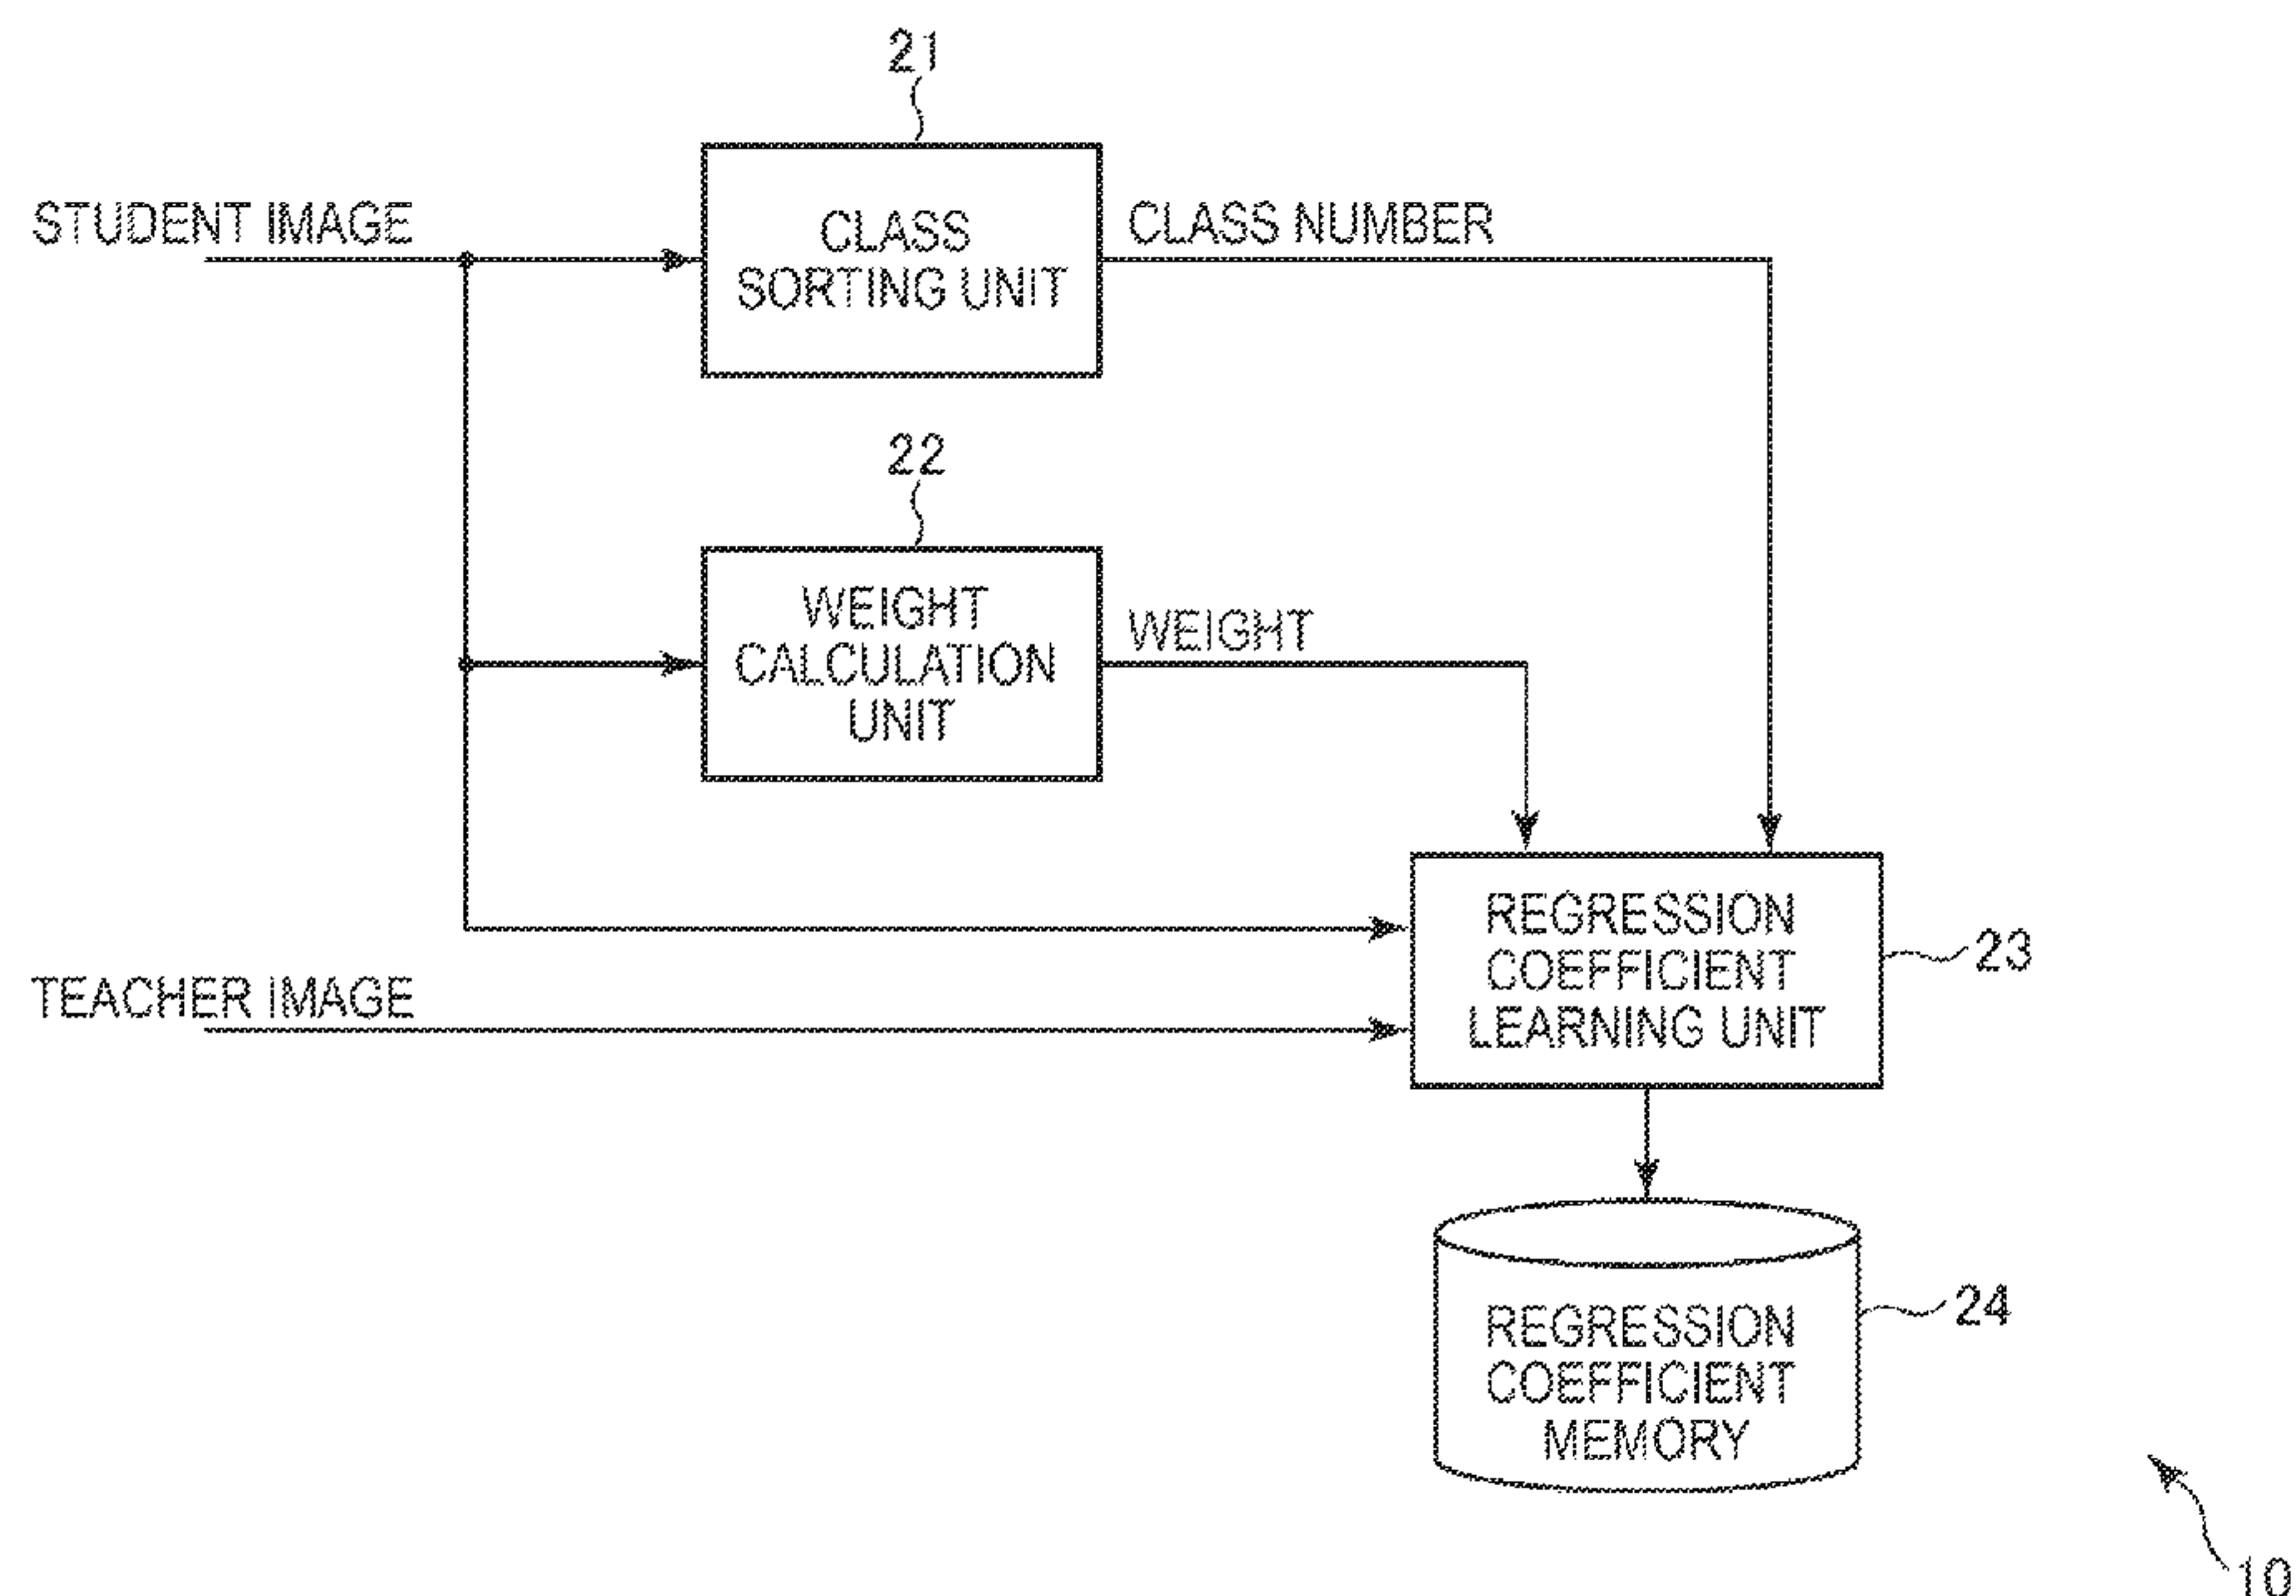 21
STUDENT IMAGE
CLASS
SORTING UNIT
CLASS NUMBER
22
WEIGHT
CALCULATION
UNIT
WEIGHT
REGRESSION
COEFFICIENT
LEARNING UNIT
23
TEACHER IMAGE
REGRESSION
COEFFICIENT
MEMORY
24
10